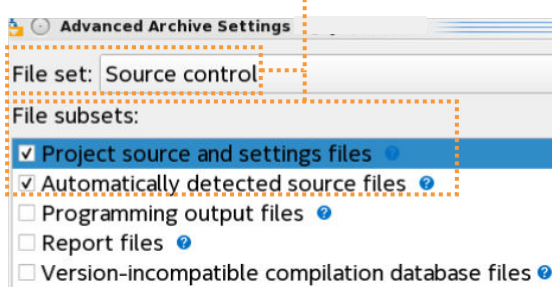 Advanced Archive Settings
File set: Source control
File subsets:
Project source and settings files
Automatically detected source files
Programming output files
Report files
Version-incompatible compilation database files